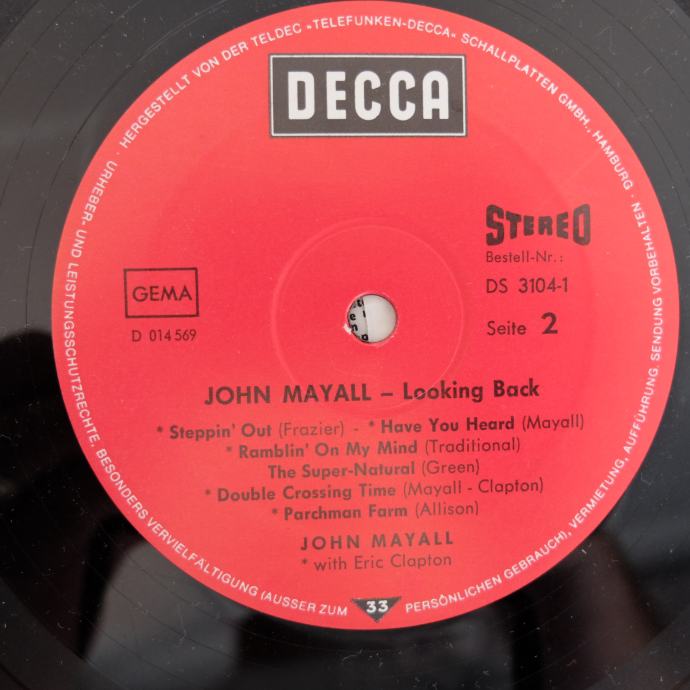 HERGESTELLT VON DER TELDEC »TELEFUNKEN-DECCA« SCHALLPLATTEN GMBH., HAMBURG ·
URHEBER- UND LEISTUNGSSCHUTZRECHTE, BESONDERS VERVIELFÄLTIGUNG (AUSSER ZUM PERSÖNLICHEN GEBRAUCH), VERMIETUNG, AUFFÜHRUNG, SENDUNG VORBEHALTEN ·
DECCA
STEREO
Bestell-Nr.:
DS 3104-1
Seite 2
GEMA
D 014 569
JOHN MAYALL – Looking Back
* Steppin' Out (Frazier) - * Have You Heard (Mayall)
* Ramblin' On My Mind (Traditional)
The Super-Natural (Green)
* Double Crossing Time (Mayall - Clapton)
* Parchman Farm (Allison)
JOHN MAYALL
* with Eric Clapton
33